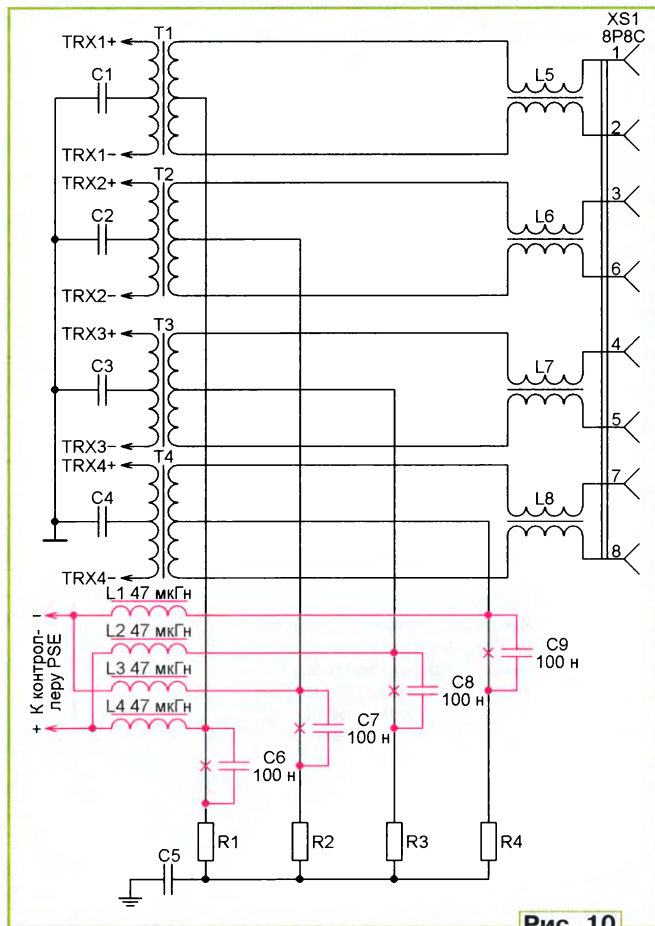 XS1
8P8C
TRX1+
T1
1
C1
L5
2
TRX1-
TRX2+
T2
3
C2
L6
6
TRX2-
TRX3+
T3
4
C3
L7
5
TRX3-
TRX4+
T4
7
C4
L8
8
TRX4-
L1 47 мкГн
-
К контрол-
леру PSE
L2 47 мкГн
C9
100 н
L3 47 мкГн
C8
100 н
+
L4 47 мкГн
C7
100 н
C6
100 н
R1
R2
R3
R4
C5
Рис. 10